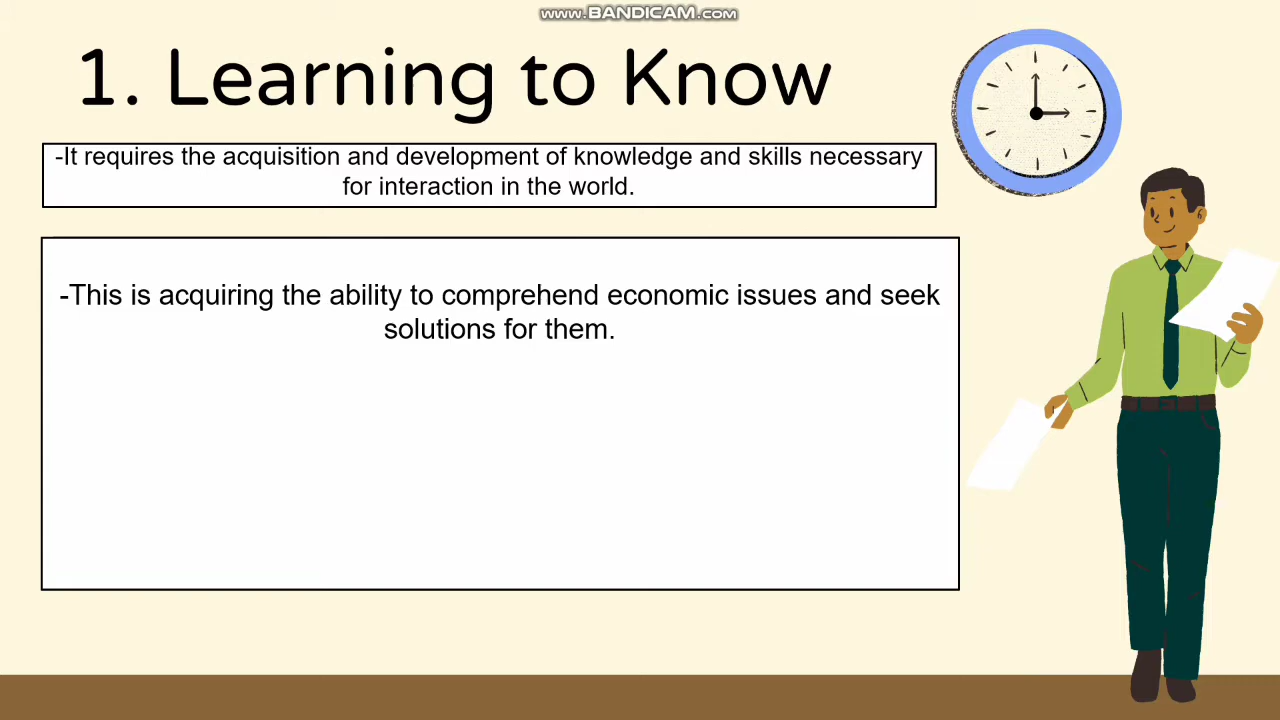 www.BANDICAM.com
1. Learning to Know
-It requires the acquisition and development of knowledge and skills necessary
for interaction in the world.
-This is acquiring the ability to comprehend economic issues and seek
solutions for them.